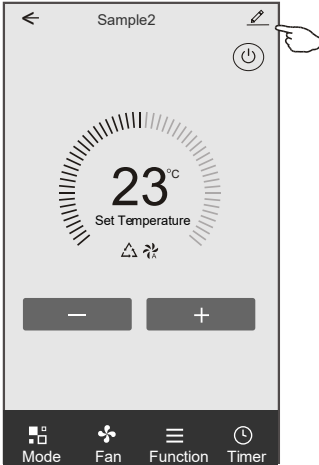 Sample2
23°C
Set Temperature
A
Mode Fan Function Timer